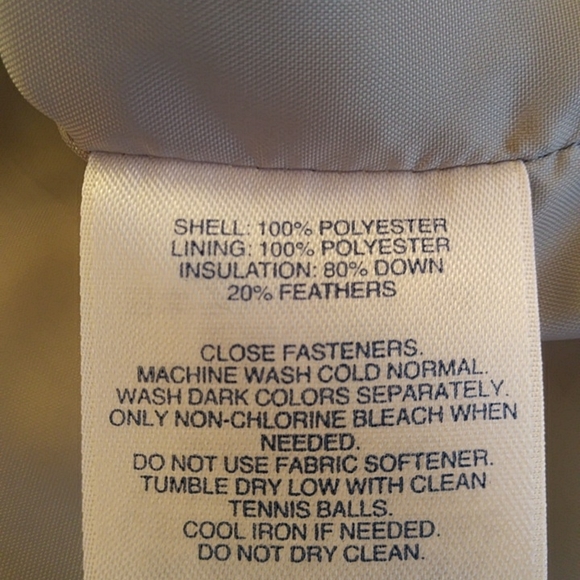 SHELL: 100% POLYESTER
LINING: 100% POLYESTER
INSULATION: 80% DOWN
20% FEATHERS
CLOSE FASTENERS.
MACHINE WASH COLD NORMAL.
WASH DARK COLORS SEPARATELY.
ONLY NON-CHLORINE BLEACH WHEN
NEEDED.
DO NOT USE FABRIC SOFTENER.
TUMBLE DRY LOW WITH CLEAN
TENNIS BALLS.
COOL IRON IF NEEDED.
DO NOT DRY CLEAN.